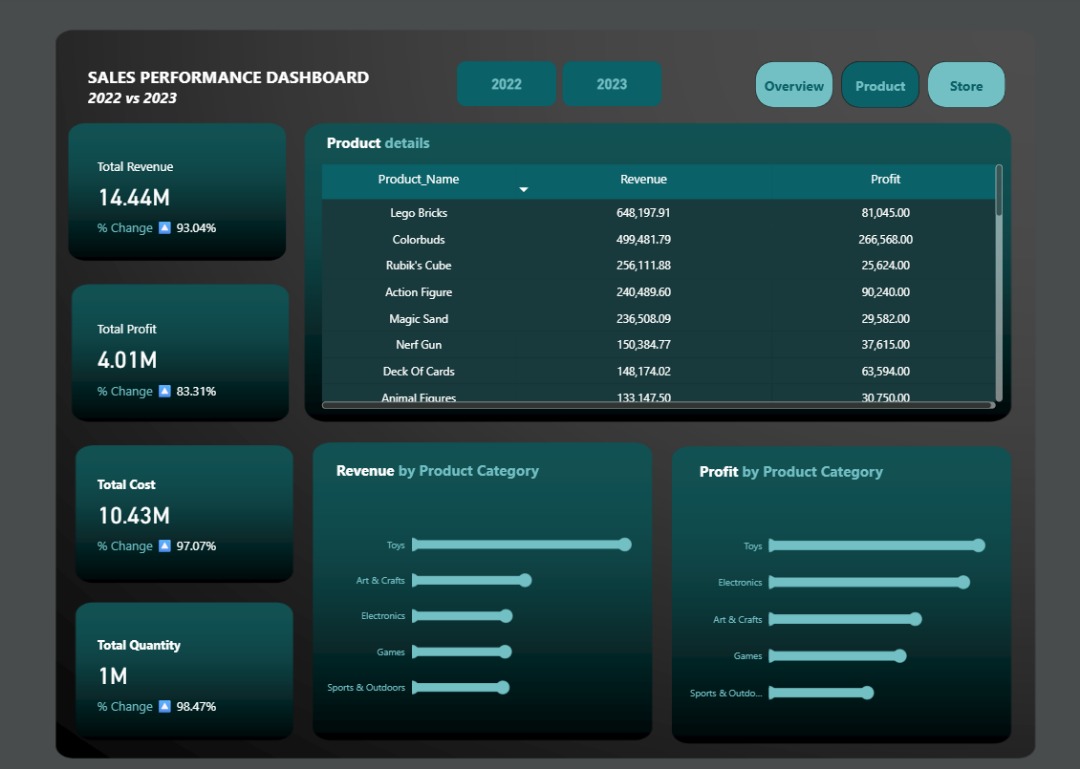 SALES PERFORMANCE DASHBOARD
2022 vs 2023
2022
2023
Overview
Product
Store
Total Revenue
14.44M
% Change 🔼 93.04%
Total Profit
4.01M
% Change 🔼 83.31%
Total Cost
10.43M
% Change 🔼 97.07%
Total Quantity
1M
% Change 🔼 98.47%
Product details
Product_Name Revenue Profit
Lego Bricks 648,197.91 81,045.00
Colorbuds 499,481.79 266,568.00
Rubik's Cube 256,111.88 25,624.00
Action Figure 240,489.60 90,240.00
Magic Sand 236,508.09 29,582.00
Nerf Gun 150,384.77 37,615.00
Deck Of Cards 148,174.02 63,594.00
Animal Figures 133,147.50 30,750.00
Revenue by Product Category
Toys
Art & Crafts
Electronics
Games
Sports & Outdoors
Profit by Product Category
Toys
Electronics
Art & Crafts
Games
Sports & Outdo...